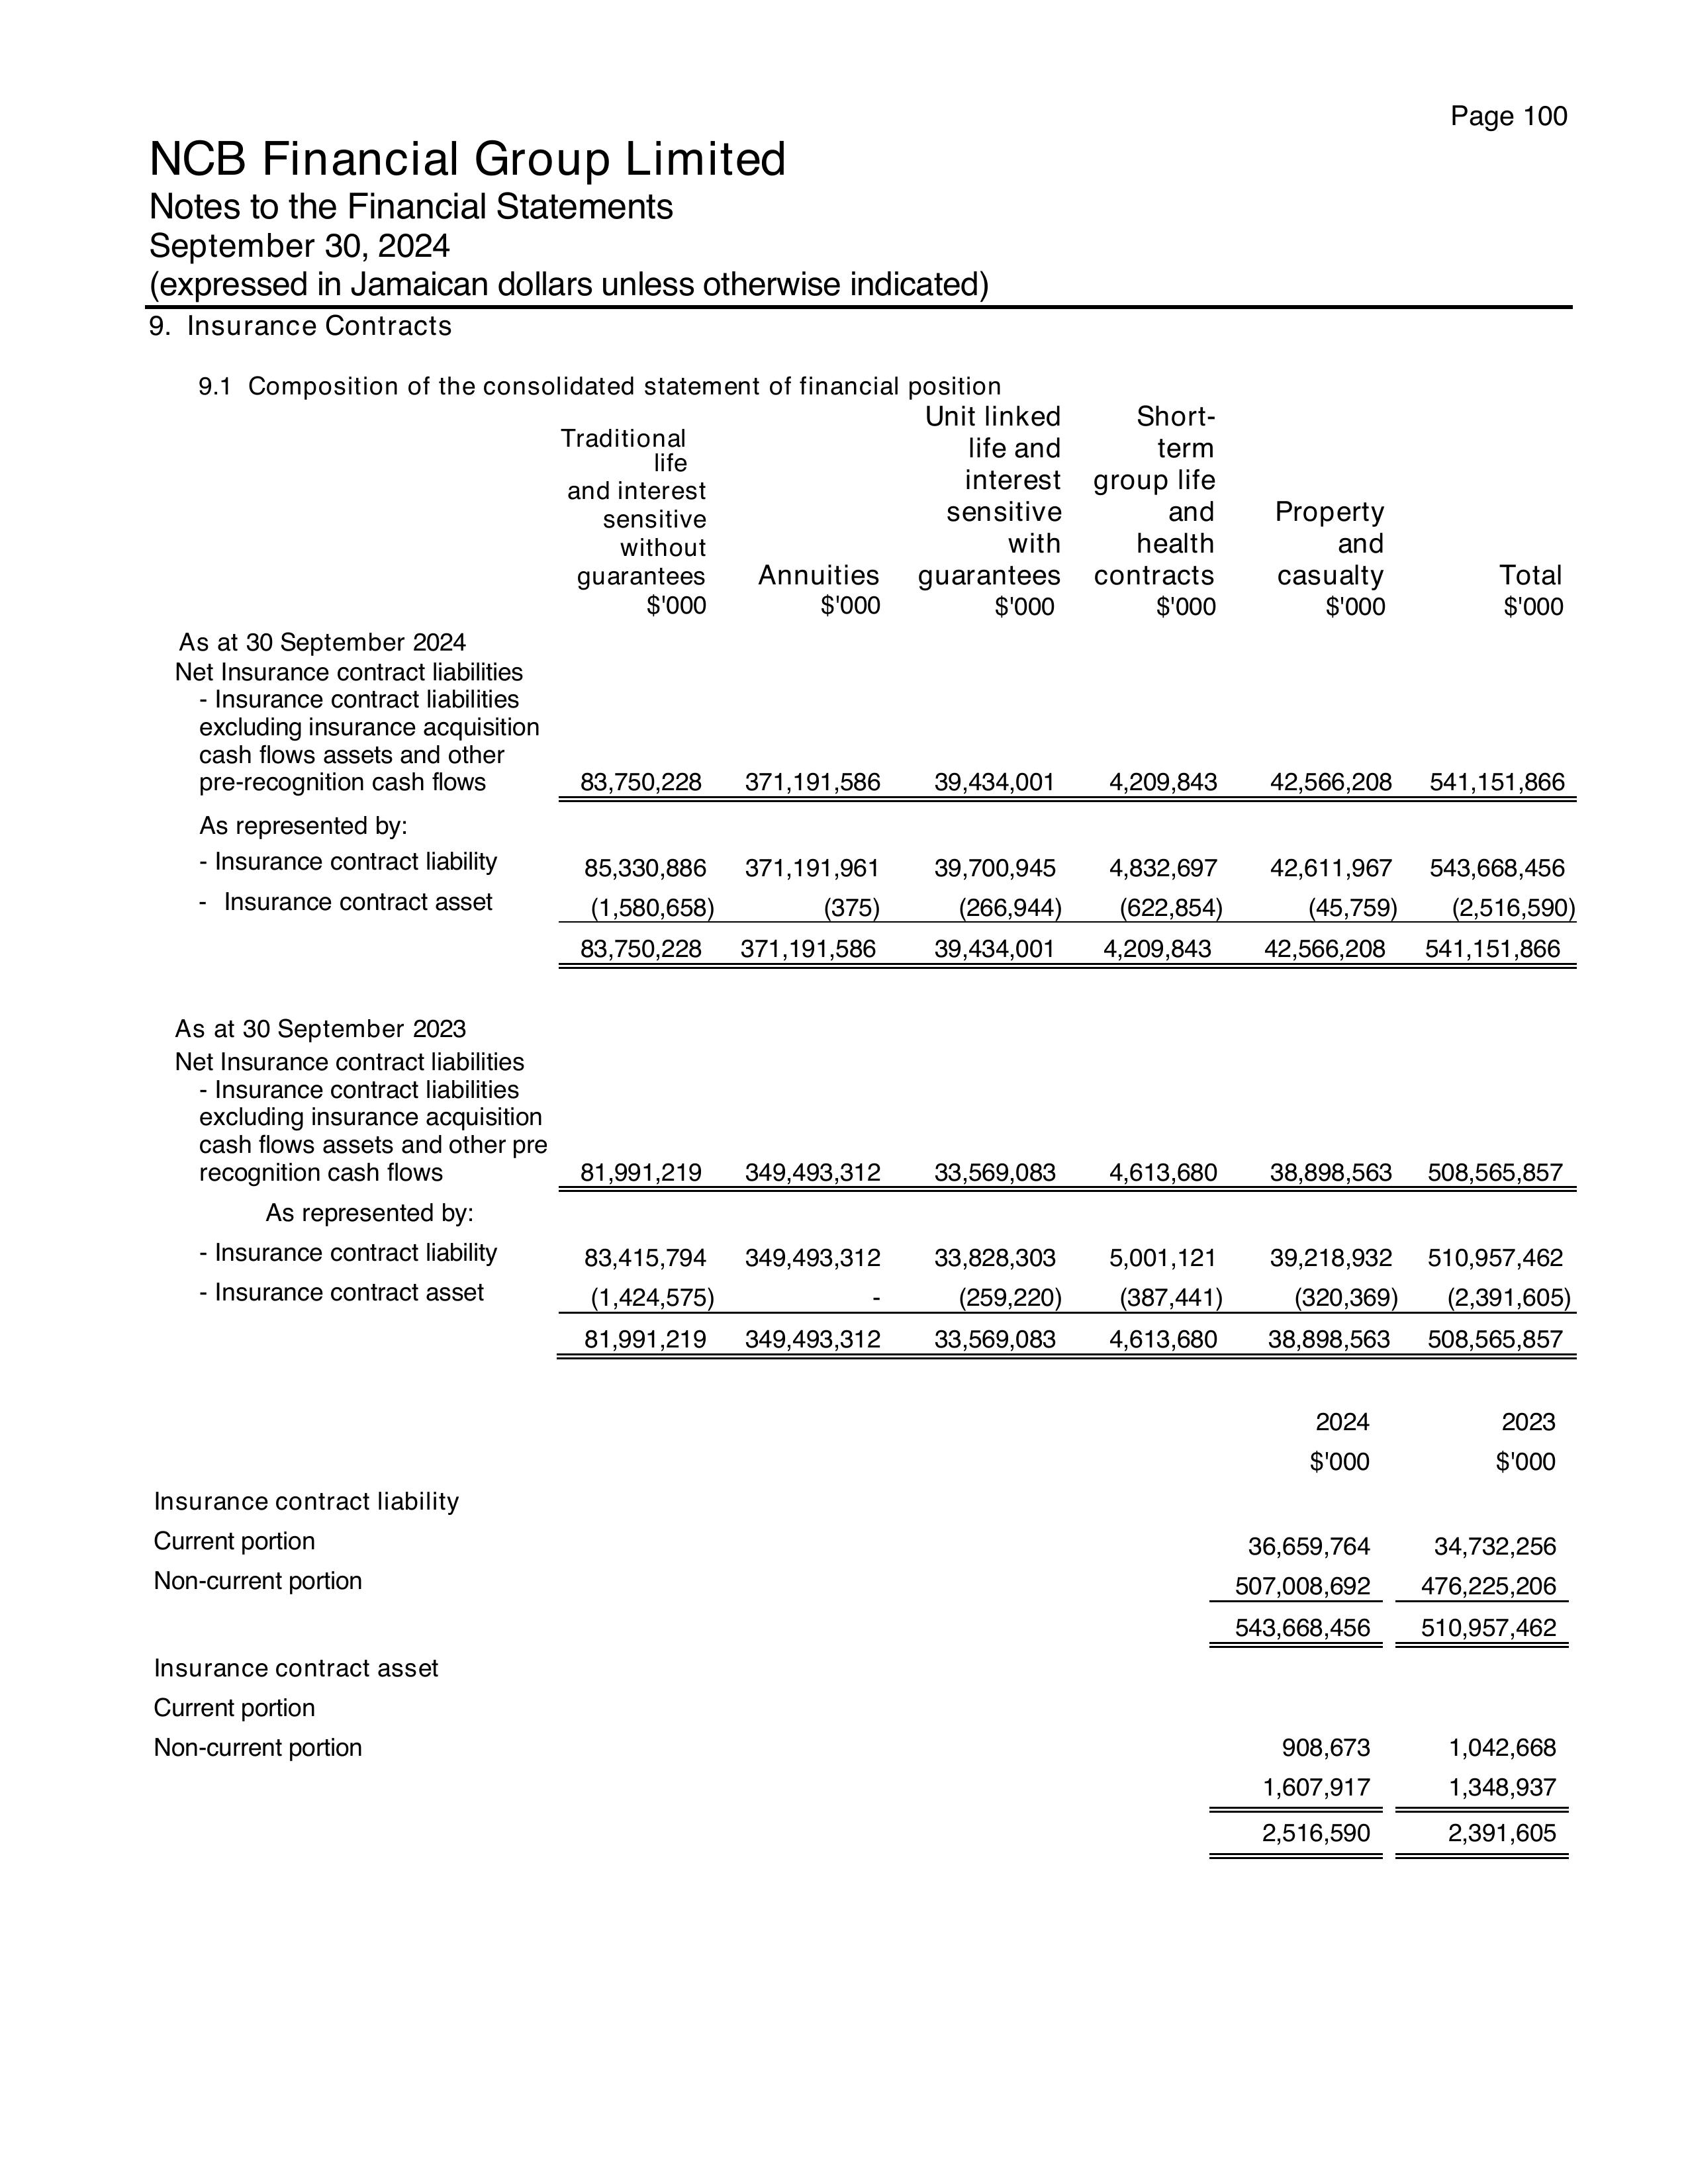 Page 100
NCB Financial Group Limited
Notes to the Financial Statements
September 30, 2024
(expressed in Jamaican dollars unless otherwise indicated)
9. Insurance Contracts
9.1 Composition of the consolidated statement of financial position
Traditional
life
and interest
sensitive
without
guarantees
$'000
Annuities
$'000
Unit linked
life and
interest
sensitive
with
guarantees
$'000
Short-
term
group life
and
health
contracts
$'000
Property
and
casualty
$'000
Total
$'000
As at 30 September 2024
Net Insurance contract liabilities
- Insurance contract liabilities
excluding insurance acquisition
cash flows assets and other
pre-recognition cash flows 83,750,228 371,191,586 39,434,001 4,209,843 42,566,208 541,151,866
As represented by:
- Insurance contract liability 85,330,886 371,191,961 39,700,945 4,832,697 42,611,967 543,668,456
- Insurance contract asset (1,580,658) (375) (266,944) (622,854) (45,759) (2,516,590)
83,750,228 371,191,586 39,434,001 4,209,843 42,566,208 541,151,866
As at 30 September 2023
Net Insurance contract liabilities
- Insurance contract liabilities
excluding insurance acquisition
cash flows assets and other pre
recognition cash flows 81,991,219 349,493,312 33,569,083 4,613,680 38,898,563 508,565,857
As represented by:
- Insurance contract liability 83,415,794 349,493,312 33,828,303 5,001,121 39,218,932 510,957,462
- Insurance contract asset (1,424,575) - (259,220) (387,441) (320,369) (2,391,605)
81,991,219 349,493,312 33,569,083 4,613,680 38,898,563 508,565,857
2024 2023
$'000 $'000
Insurance contract liability
Current portion 36,659,764 34,732,256
Non-current portion 507,008,692 476,225,206
543,668,456 510,957,462
Insurance contract asset
Current portion
Non-current portion 908,673 1,042,668
1,607,917 1,348,937
2,516,590 2,391,605